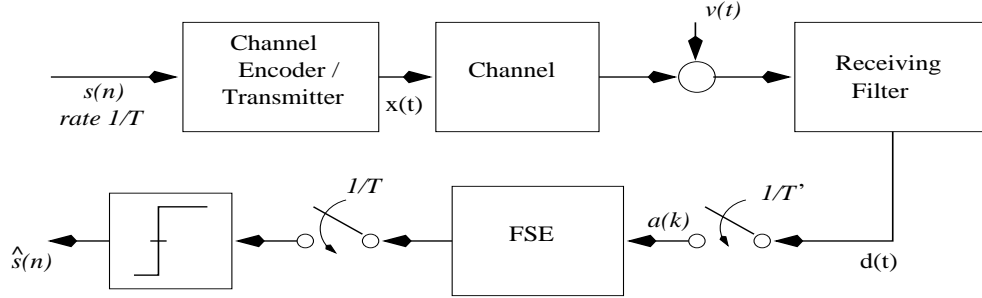 v(t)
Channel
Encoder /
Transmitter
Channel
Receiving
Filter
s(n)
rate 1/T
x(t)
1/T
1/T’
a(k)
FSE
ŝ(n)
d(t)